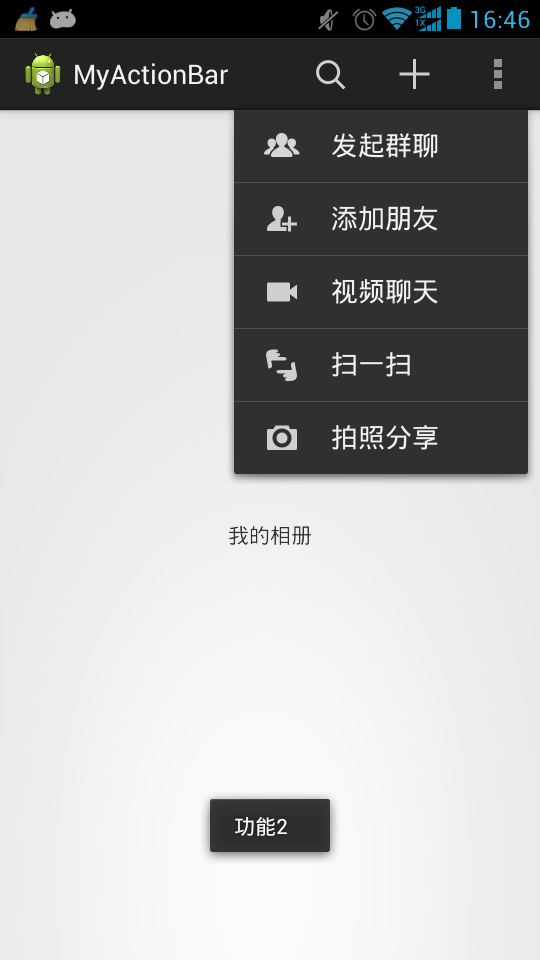 3G
1X
16:46
MyActionBar
发起群聊
添加朋友
视频聊天
扫一扫
拍照分享
我的相册
功能2